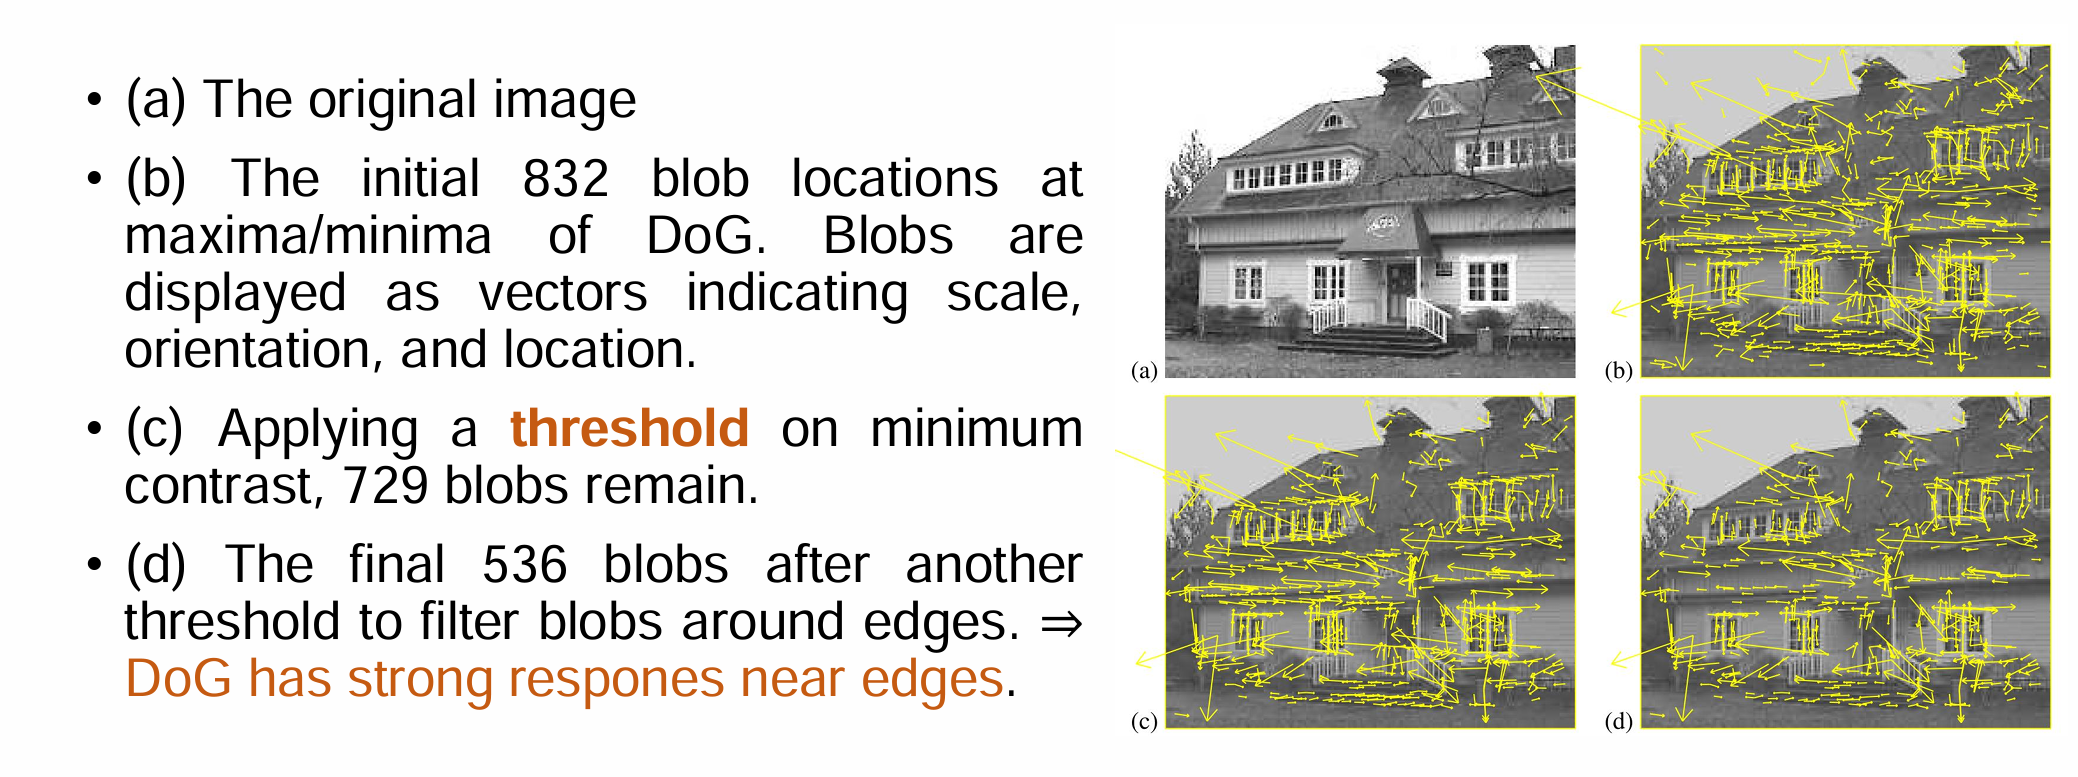 • (a) The original image
• (b) The initial 832 blob locations at
maxima/minima of DoG. Blobs are
displayed as vectors indicating scale,
orientation, and location.
• (c) Applying a threshold on minimum
contrast, 729 blobs remain.
• (d) The final 536 blobs after another
threshold to filter blobs around edges. ⇒
DoG has strong respones near edges.
(a)
(b)
(c)
(d)